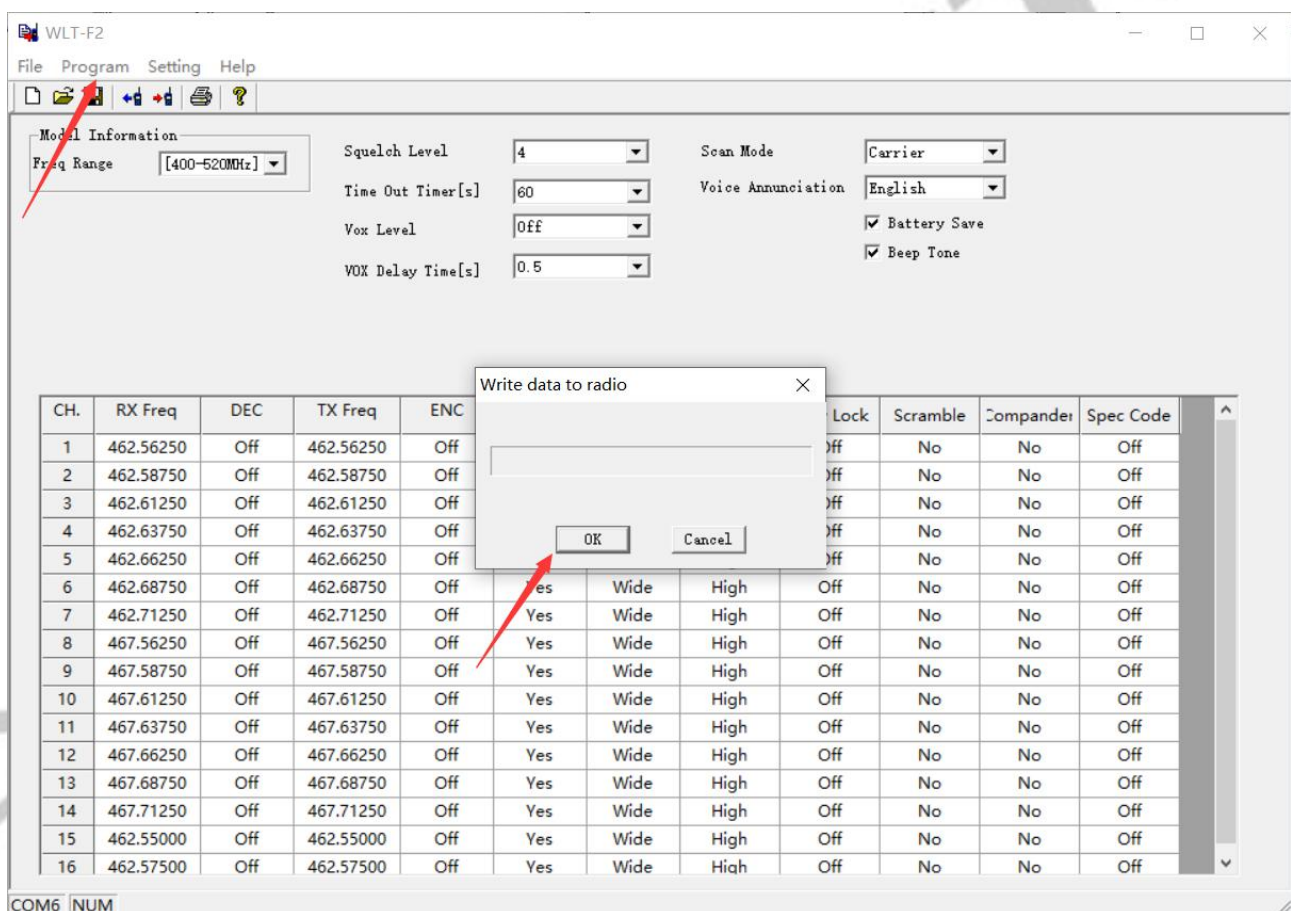 WLT-F2
File Program Setting Help
Model Information
Freq Range [400-520MHz]
Squelch Level 4
Time Out Timer[s] 60
Vox Level Off
VOX Delay Time[s] 0.5
Scan Mode Carrier
Voice Annunciation English
Battery Save
Beep Tone
Write data to radio
OK Cancel
CH. RX Freq DEC TX Freq ENC Lock Scramble Compander Spec Code
1 462.56250 Off 462.56250 Off Off No No Off
2 462.58750 Off 462.58750 Off Off No No Off
3 462.61250 Off 462.61250 Off Off No No Off
4 462.63750 Off 462.63750 Off Off No No Off
5 462.66250 Off 462.66250 Off Off No No Off
6 462.68750 Off 462.68750 Off Yes Wide High Off No No Off
7 462.71250 Off 462.71250 Off Yes Wide High Off No No Off
8 467.56250 Off 467.56250 Off Yes Wide High Off No No Off
9 467.58750 Off 467.58750 Off Yes Wide High Off No No Off
10 467.61250 Off 467.61250 Off Yes Wide High Off No No Off
11 467.63750 Off 467.63750 Off Yes Wide High Off No No Off
12 467.66250 Off 467.66250 Off Yes Wide High Off No No Off
13 467.68750 Off 467.68750 Off Yes Wide High Off No No Off
14 467.71250 Off 467.71250 Off Yes Wide High Off No No Off
15 462.55000 Off 462.55000 Off Yes Wide High Off No No Off
16 462.57500 Off 462.57500 Off Yes Wide High Off No No Off
COM6 NUM